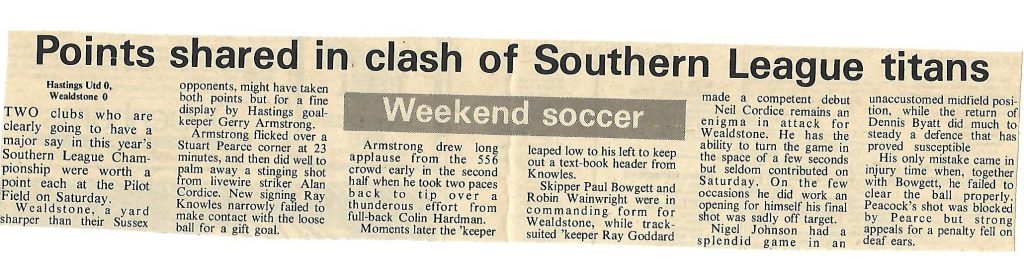 Points shared in clash of Southern League titans
Hastings Utd 0,
Wealdstone 0
TWO clubs who are
clearly going to have a
major say in this year's
Southern League Cham-
pionship were worth a
point each at the Pilot
Field on Saturday.
Wealdstone, a yard
sharper than their Sussex
opponents, might have taken
both points but for a fine
display by Hastings goal-
keeper Gerry Armstrong.
Armstrong flicked over a
Stuart Pearce corner at 23
minutes, and then did well to
palm away a stinging shot
from livewire striker Alan
Cordice. New signing Ray
Knowles narrowly failed to
make contact with the loose
ball for a gift goal.
Weekend soccer
Armstrong drew long
applause from the 556
crowd early in the second
half when he took two paces
back to tip over a
thunderous effort from
full-back Colin Hardman.
Moments later the 'keeper
leaped low to his left to keep
out a text-book header from
Knowles.
Skipper Paul Bowgett and
Robin Wainwright were in
commanding form for
Wealdstone, while track-
suited 'keeper Ray Goddard
made a competent debut
Neil Cordice remains an
enigma in attack for
Wealdstone. He has the
ability to turn the game in
the space of a few seconds
but seldom contributed on
Saturday. On the few
occasions he did work an
opening for himself his final
shot was sadly off target.
Nigel Johnson had a
splendid game in an
unaccustomed midfield posi-
tion, while the return of
Dennis Byatt did much to
steady a defence that has
proved susceptible
His only mistake came in
injury time when, together
with Bowgett, he failed to
clear the ball properly.
Peacock's shot was blocked
by Pearce but strong
appeals for a penalty fell on
deaf ears.